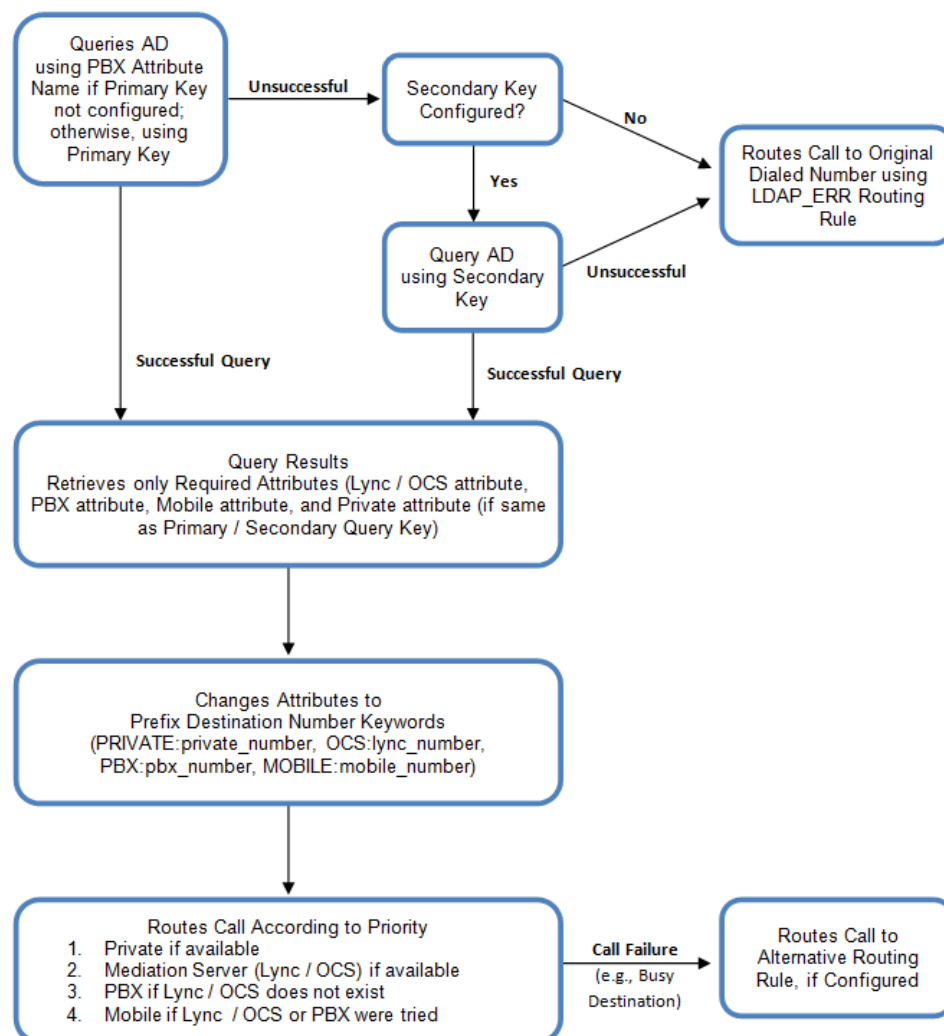 Queries AD
using PBX Attribute
Name if Primary Key
not configured;
otherwise, using
Primary Key
Unsuccessful
Secondary Key
Configured?
No
Routes Call to Original
Dialed Number using
LDAP_ERR Routing
Rule
Yes
Query AD
using Secondary
Key
Unsuccessful
Successful Query
Successful Query
Query Results
Retrieves only Required Attributes (Lync / OCS attribute,
PBX attribute, Mobile attribute, and Private attribute (if same
as Primary / Secondary Query Key)
Changes Attributes to
Prefix Destination Number Keywords
(PRIVATE:private_number, OCS:lync_number,
PBX:pbx_number, MOBILE:mobile_number)
Routes Call According to Priority
1. Private if available
2. Mediation Server (Lync / OCS) if available
3. PBX if Lync / OCS does not exist
4. Mobile if Lync / OCS or PBX were tried
Call Failure
(e.g., Busy
Destination)
Routes Call to
Alternative Routing
Rule, if Configured